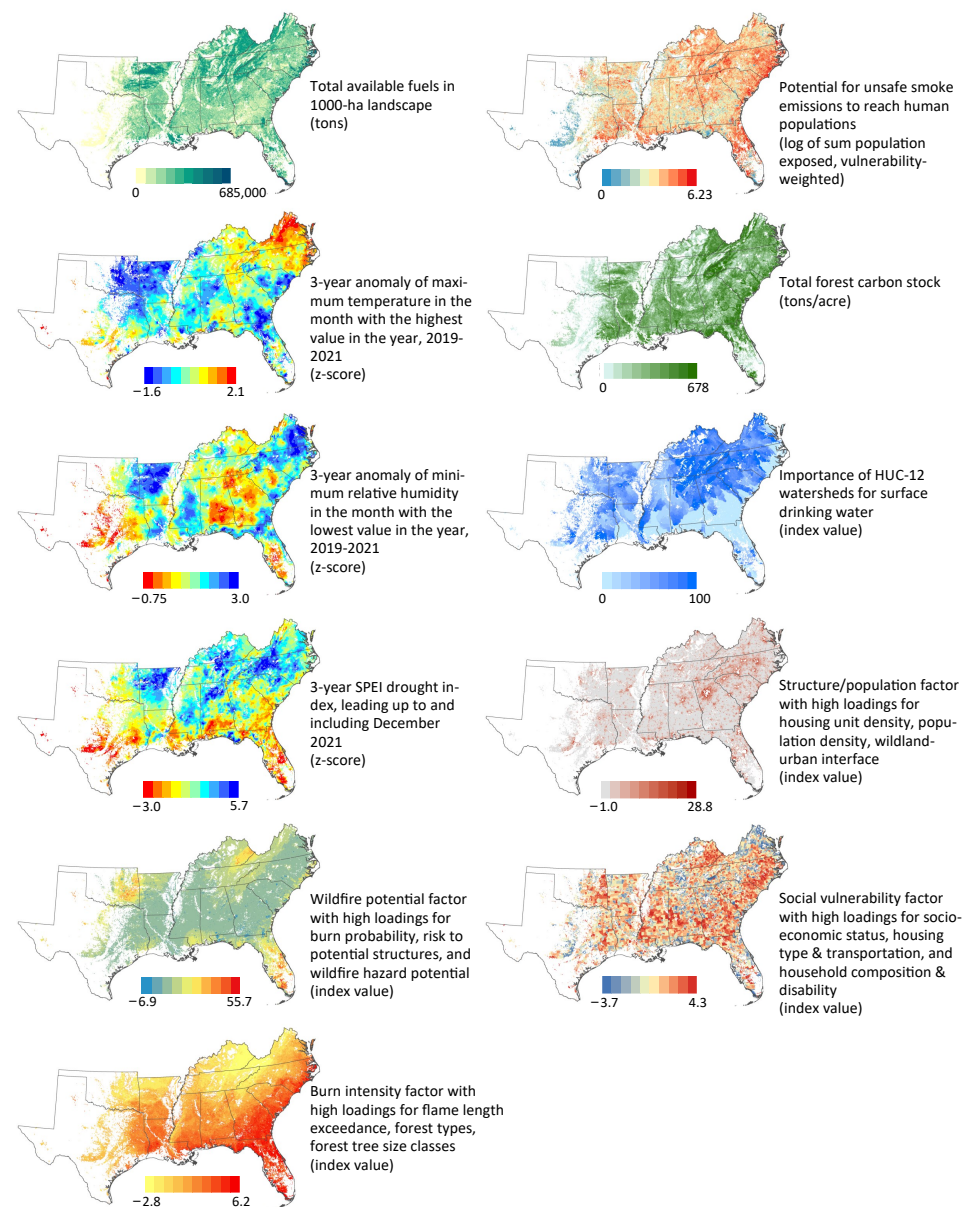 Total available fuels in
1000-ha landscape
(tons)
0 685,000
Potential for unsafe smoke
emissions to reach human
populations
(log of sum population
exposed, vulnerability-
weighted)
0 6.23
3-year anomaly of maxi-
mum temperature in the
month with the highest
value in the year, 2019-
2021
(z-score)
−1.6 2.1
Total forest carbon stock
(tons/acre)
0 678
3-year anomaly of mini-
mum relative humidity
in the month with the
lowest value in the year,
2019-2021
(z-score)
−0.75 3.0
Importance of HUC-12
watersheds for surface
drinking water
(index value)
0 100
3-year SPEI drought in-
dex, leading up to and
including December
2021
(z-score)
−3.0 5.7
Structure/population factor
with high loadings for
housing unit density, popu-
lation density, wildland-
urban interface
(index value)
−1.0 28.8
Wildfire potential factor
with high loadings for
burn probability, risk to
potential structures, and
wildfire hazard potential
(index value)
−6.9 55.7
Social vulnerability factor
with high loadings for socio-
economic status, housing
type & transportation, and
household composition &
disability
(index value)
−3.7 4.3
Burn intensity factor with
high loadings for flame length
exceedance, forest types,
forest tree size classes
(index value)
−2.8 6.2